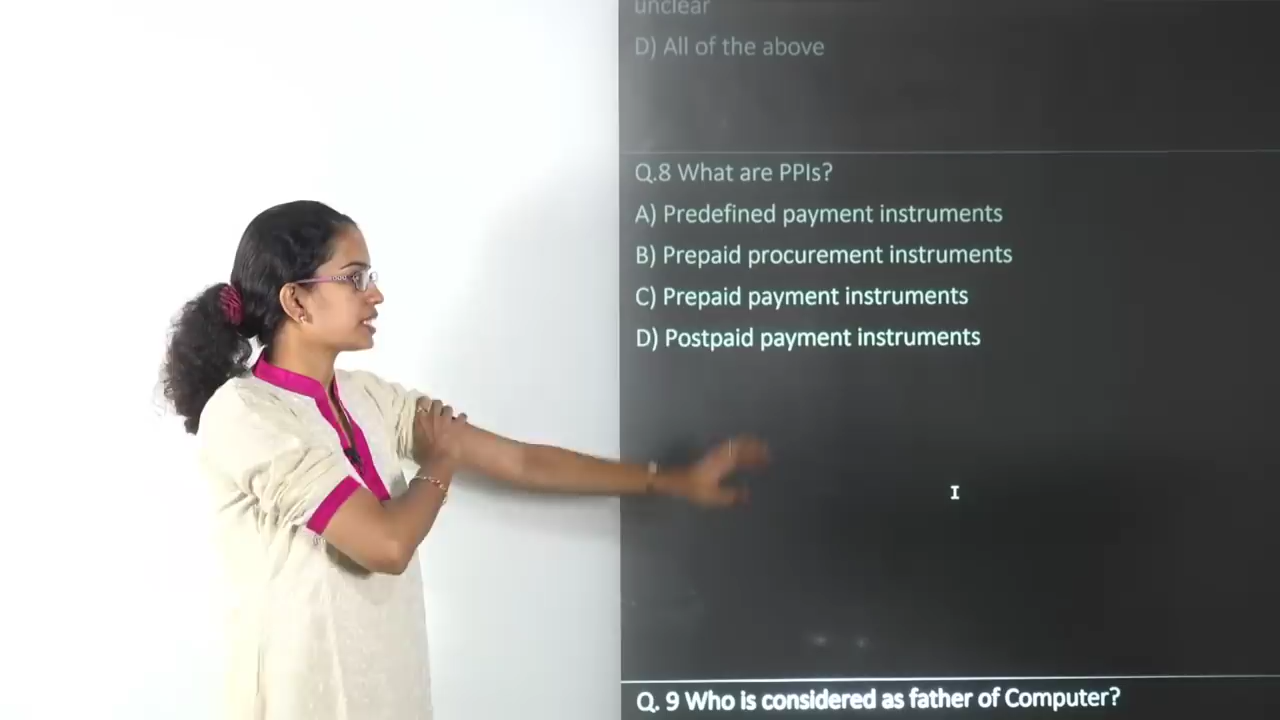 unclear
D) All of the above
Q.8 What are PPIs?
A) Predefined payment instruments
B) Prepaid procurement instruments
C) Prepaid payment instruments
D) Postpaid payment instruments
Q. 9 Who is considered as father of Computer?